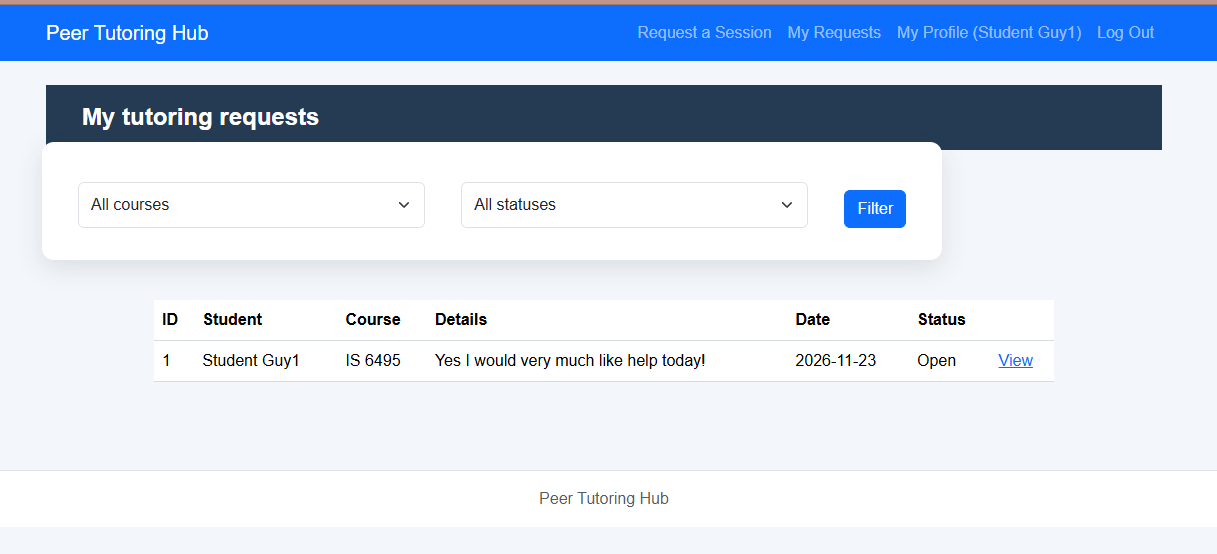 Peer Tutoring Hub Request a Session My Requests My Profile (Student Guy1) Log Out
My tutoring requests
All courses All statuses Filter
ID Student Course Details Date Status
1 Student Guy1 IS 6495 Yes I would very much like help today! 2026-11-23 Open View
Peer Tutoring Hub